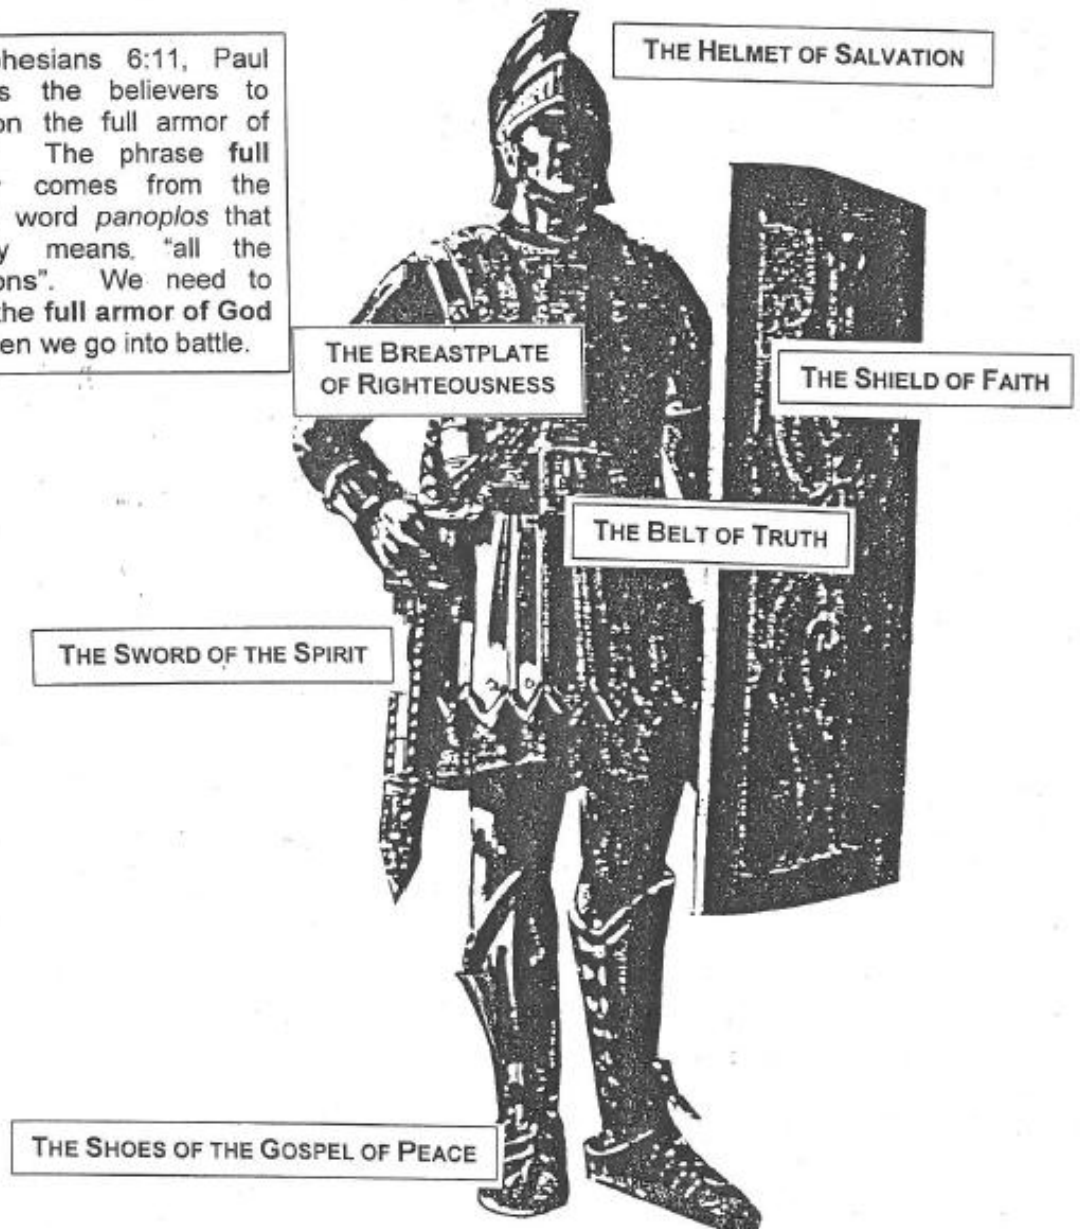 hesians 6:11, Paul
s the believers to
on the full armor of
The phrase full
comes from the
word panoplos that
y means, "all the
ons". We need to
the full armor of God
en we go into battle.
THE HELMET OF SALVATION
THE BREASTPLATE
OF RIGHTEOUSNESS
THE SHIELD OF FAITH
THE BELT OF TRUTH
THE SWORD OF THE SPIRIT
THE SHOES OF THE GOSPEL OF PEACE